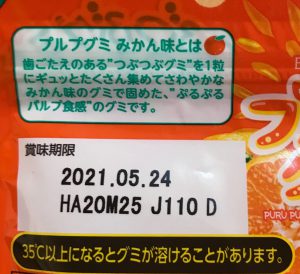 プルプグミ みかん味とは
歯ごたえのある"つぶつぶグミ"を1粒
にギュッとたくさん集めてさわやかな
みかん味のグミで固めた、"ぷるぷる
パルプ食感"のグミです。
賞味期限
2021.05.24
HA20M25 J110 D
PURU PU
35℃以上になるとグミが溶けることがあります。